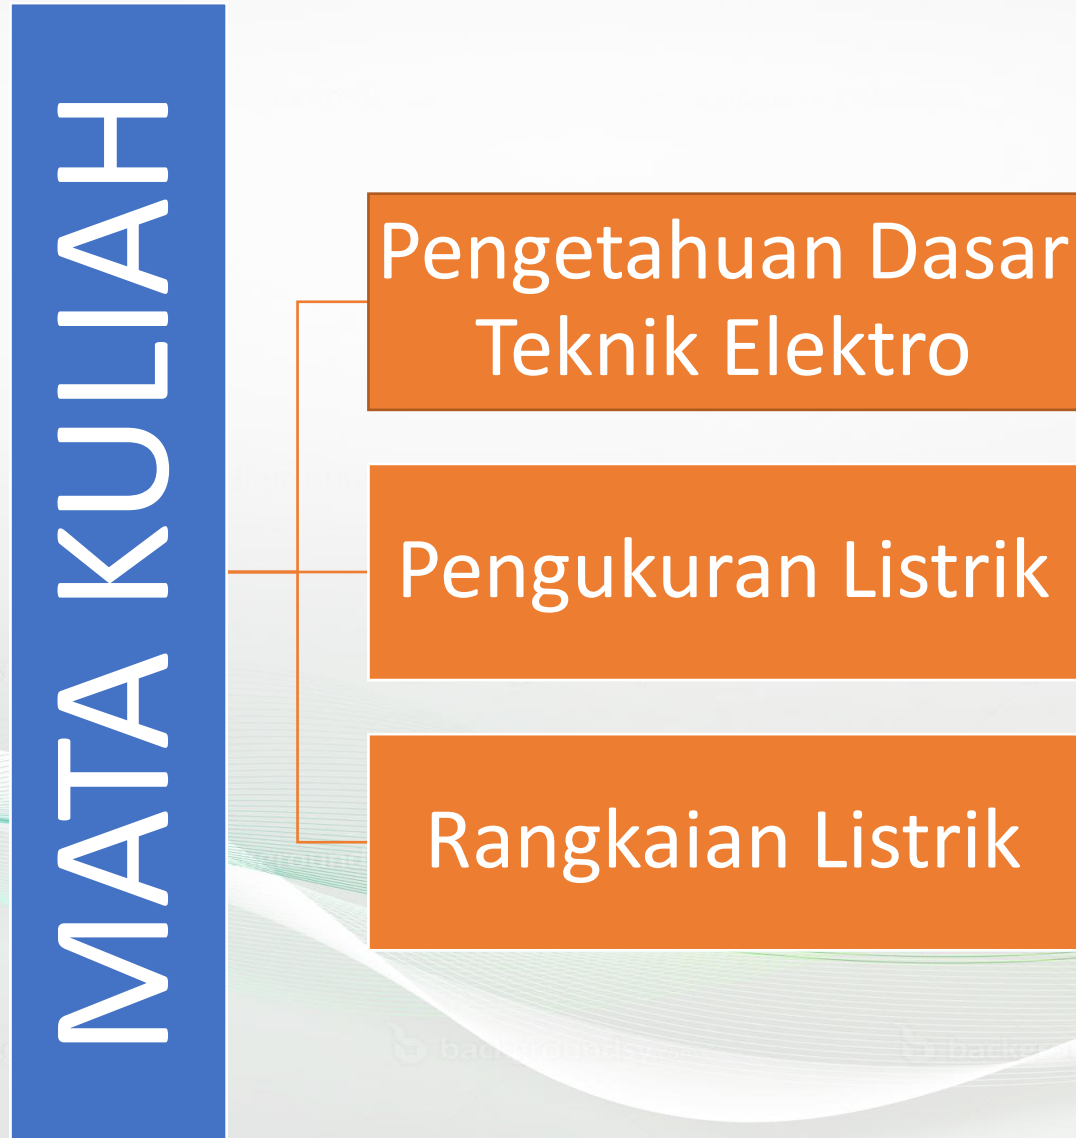 MATA KULIAH
Pengetahuan Dasar
Teknik Elektro
Pengukuran Listrik
Rangkaian Listrik